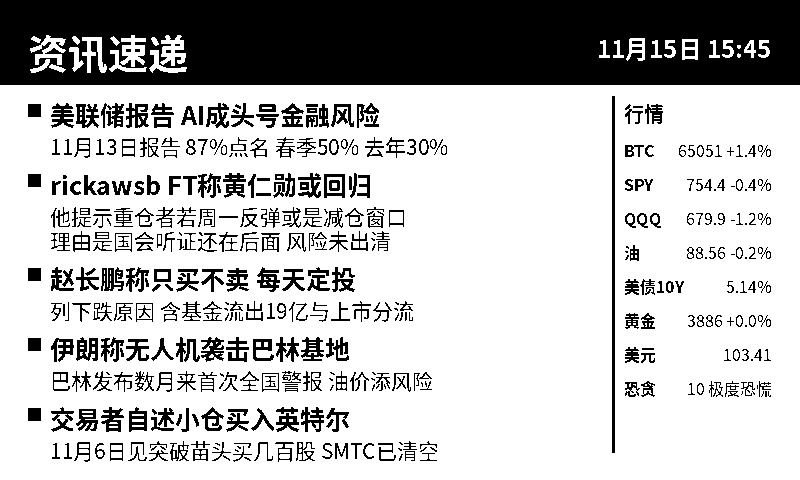 资讯速递
11月15日 15:45
美联储报告 AI成头号金融风险
11月13日报告 87%点名 春季50% 去年30%
rickawsb FT称黄仁勋或回归
他提示重仓者若周一反弹或是减仓窗口
理由是国会听证还在后面 风险未出清
赵长鹏称只买不卖 每天定投
列下跌原因 含基金流出19亿与上市分流
伊朗称无人机袭击巴林基地
巴林发布数月来首次全国警报 油价添风险
交易者自述小仓买入英特尔
11月6日见突破苗头买几百股 SMTC已清空
行情
BTC 65051 +1.4%
SPY 754.4 -0.4%
QQQ 679.9 -1.2%
油 88.56 -0.2%
美债10Y 5.14%
黄金 3886 +0.0%
美元 103.41
恐贪 10 极度恐慌